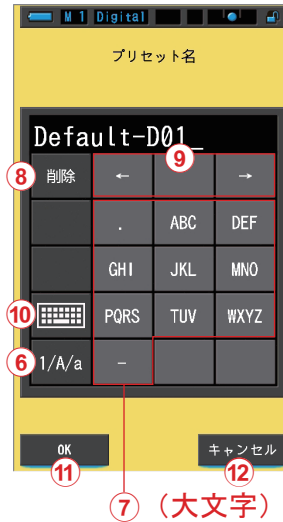 M 1 Digital
プリセット名
Default-D01_
⑨
⑧ 削除 ← →
. ABC DEF
GHI JKL MNO
⑩ PQRS TUV WXYZ
⑥ 1/A/a -
OK キャンセル
⑪ ⑫
⑦ (大文字)